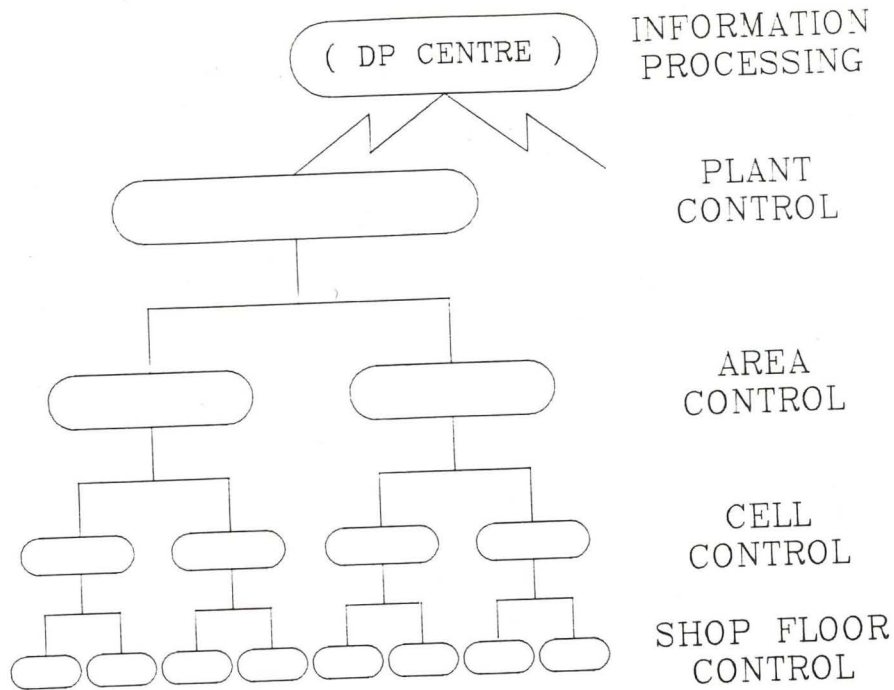 ( DP CENTRE )
INFORMATION
PROCESSING
PLANT
CONTROL
AREA
CONTROL
CELL
CONTROL
SHOP FLOOR
CONTROL